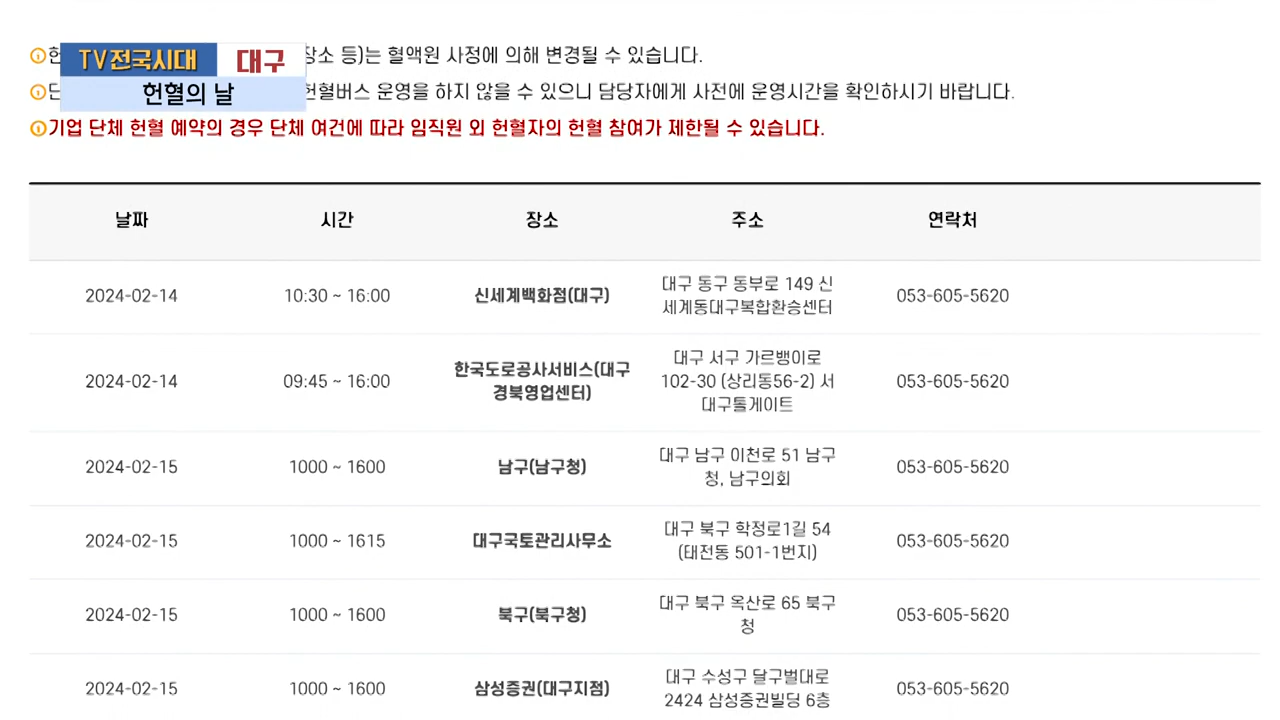 TV전국시대 대구
헌혈의 날
장소 등)는 혈액원 사정에 의해 변경될 수 있습니다.
헌혈버스 운영을 하지 않을 수 있으니 담당자에게 사전에 운영시간을 확인하시기 바랍니다.
기업 단체 헌혈 예약의 경우 단체 여건에 따라 임직원 외 헌혈자의 헌혈 참여가 제한될 수 있습니다.
날짜 시간 장소 주소 연락처
2024-02-14 10:30 ~ 16:00 신세계백화점(대구) 대구 동구 동부로 149 신
세계동대구복합환승센터 053-605-5620
2024-02-14 09:45 ~ 16:00 한국도로공사서비스(대구
경북영업센터) 대구 서구 가르뱅이로
102-30 (상리동56-2) 서
대구톨게이트 053-605-5620
2024-02-15 1000 ~ 1600 남구(남구청) 대구 남구 이천로 51 남구
청, 남구의회 053-605-5620
2024-02-15 1000 ~ 1615 대구국토관리사무소 대구 북구 학정로1길 54
(태전동 501-1번지) 053-605-5620
2024-02-15 1000 ~ 1600 북구(북구청) 대구 북구 옥산로 65 북구
청 053-605-5620
2024-02-15 1000 ~ 1600 삼성증권(대구지점) 대구 수성구 달구벌대로
2424 삼성증권빌딩 6층 053-605-5620